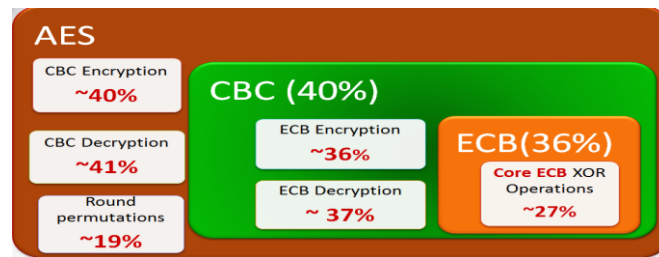 AES
CBC Encryption
~40%
CBC Decryption
~41%
Round
permutations
~19%
CBC (40%)
ECB Encryption
~36%
ECB Decryption
~ 37%
ECB(36%)
Core ECB XOR
Operations
~27%